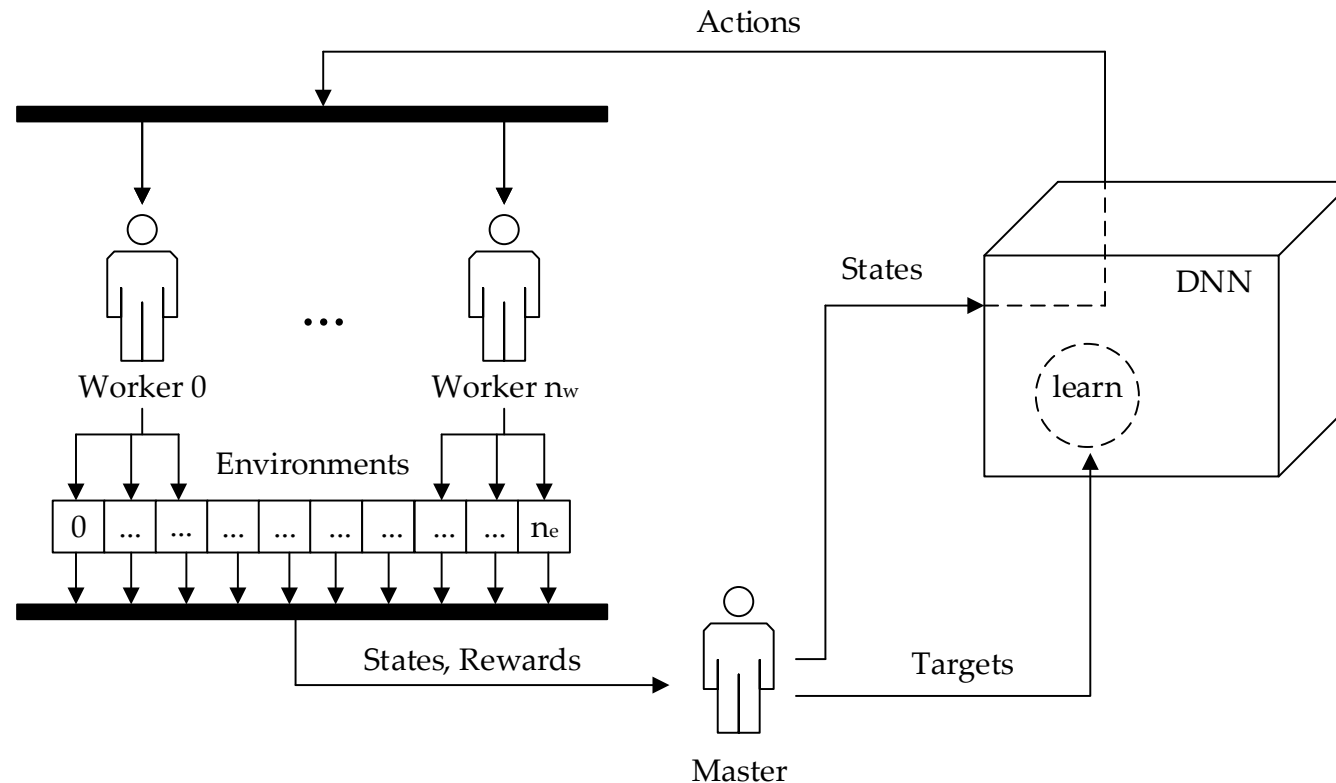 Actions
States
DNN
...
Worker 0
Worker nw
learn
Environments
0 ... ... ... ... ... ... ... ... ne
States, Rewards
Targets
Master